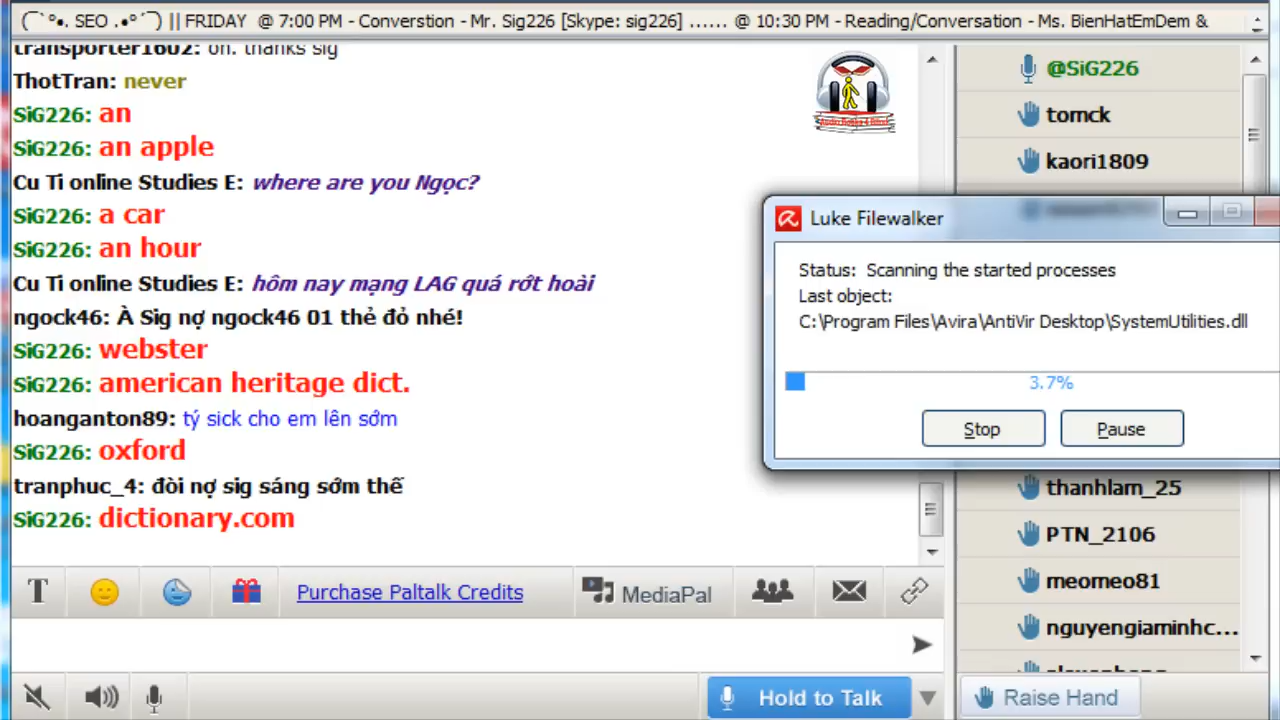 (¯`°•. SEO .•°´¯) || FRIDAY @ 7:00 PM - Converstion - Mr. Sig226 [Skype: sig226] ...... @ 10:30 PM - Reading/Conversation - Ms. BienHatEmDem &
transporter1602: oh. thanks sig
ThotTran: never
SiG226: an
SiG226: an apple
Cu Ti online Studies E: where are you Ngọc?
SiG226: a car
SiG226: an hour
Cu Ti online Studies E: hôm nay mạng LAG quá rớt hoài
ngock46: À Sig nợ ngock46 01 thẻ đỏ nhé!
SiG226: webster
SiG226: american heritage dict.
hoanganton89: tý sick cho em lên sớm
SiG226: oxford
tranphuc_4: đòi nợ sig sáng sớm thế
SiG226: dictionary.com
Purchase Paltalk Credits
MediaPal
Hold to Talk
@SiG226
tomck
kaori1809
Luke Filewalker
Status: Scanning the started processes
Last object:
C:\Program Files\Avira\AntiVir Desktop\SystemUtilities.dll
3.7%
Stop
Pause
thanhlam_25
PTN_2106
meomeo81
nguyengiaminhc...
Raise Hand